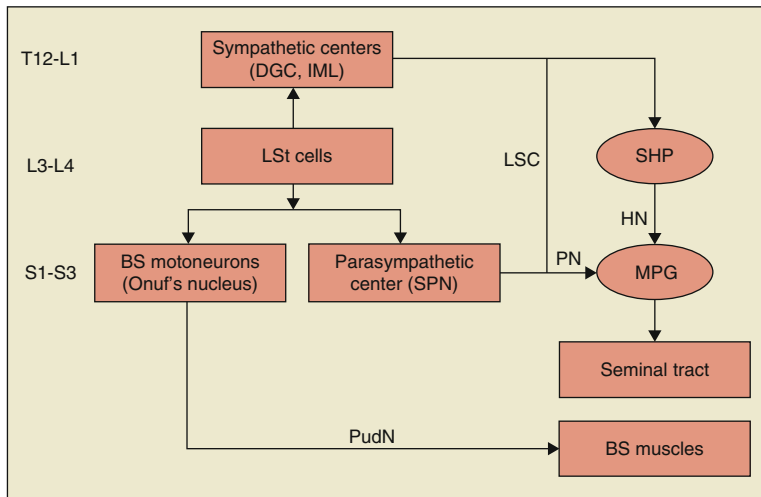 T12-L1
Sympathetic centers
(DGC, IML)
L3-L4
LSt cells
LSC
SHP
HN
S1-S3
BS motoneurons
(Onuf's nucleus)
Parasympathetic
center (SPN)
PN
MPG
Seminal tract
PudN
BS muscles